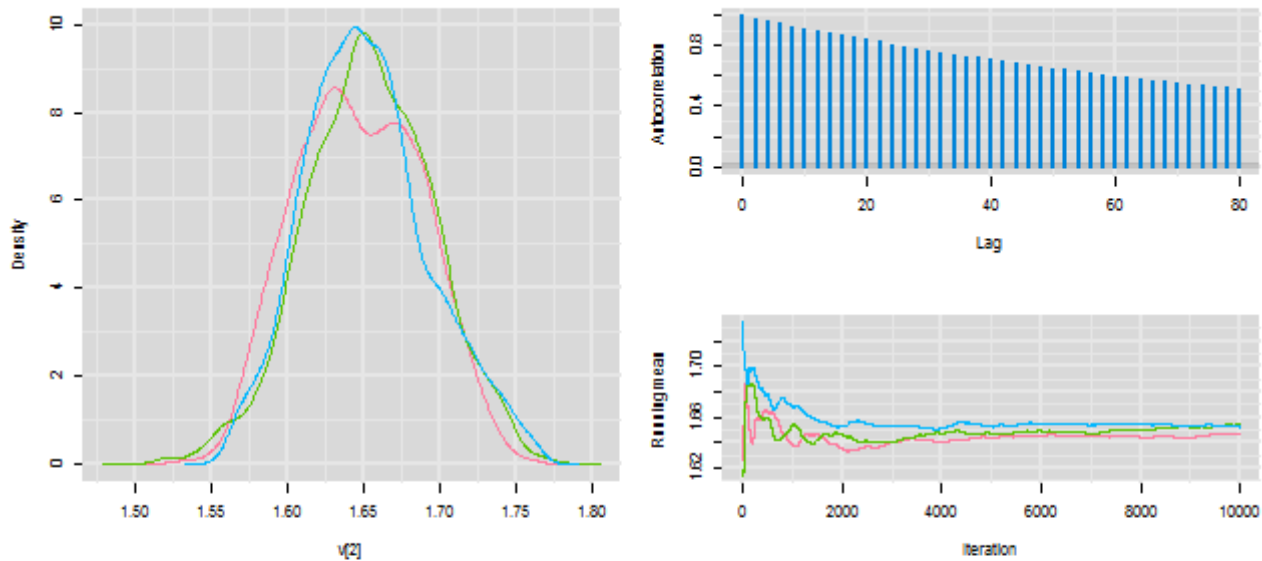 Density
10
8
6
4
2
0
1.50 1.55 1.60 1.65 1.70 1.75 1.80
v[2]
Autocorrelation
0.8
0.4
0.0
0 20 40 60 80
Lag
Running mean
1.70
1.66
1.62
0 2000 4000 6000 8000 10000
Iteration